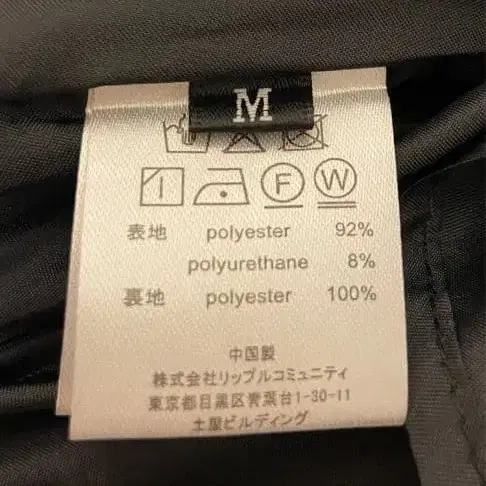 M
F W
表地 polyester 92%
polyurethane 8%
裏地 polyester 100%
中国製
株式会社リップルコミュニティ
東京都目黒区青葉台1-30-11
土屋ビルディング